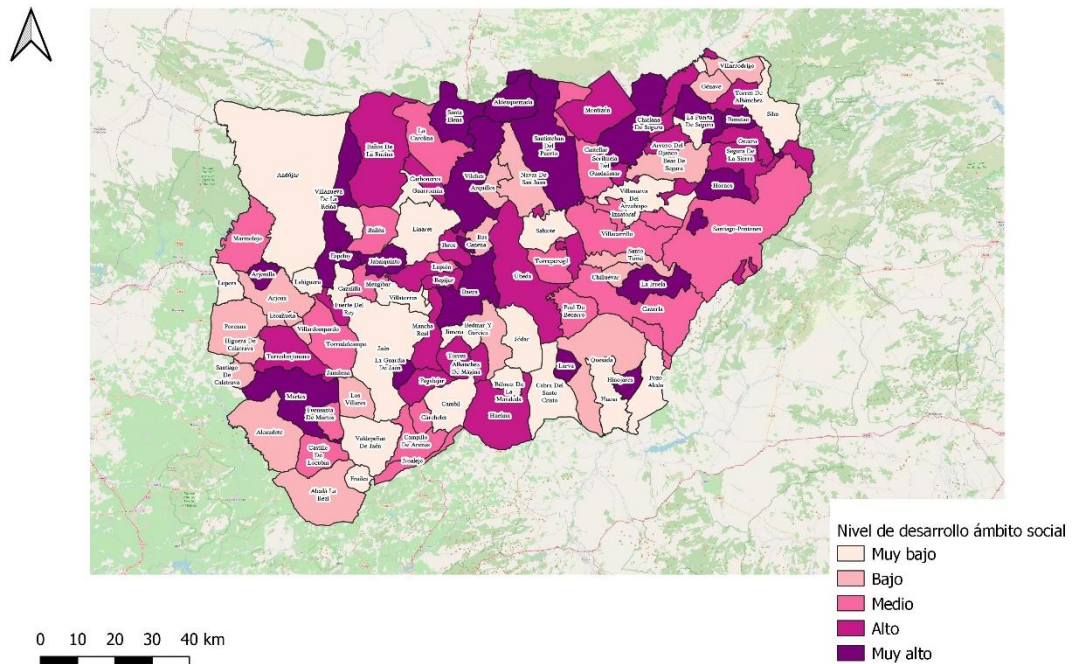 Villarrodrigo
Génave
Torres De
Albánchez
Siles
Aldeaquemada
Santa
Elena
Montizón
Chiclana
De Segura
La Puerta
De Segura
Benatae
Orcera
Segura De
La Sierra
La
Carolina
Baños De
La Encina
Santisteban
Del
Puerto
Castellar
Sorihuela
Del
Guadalimar
Arroyo Del
Ojanco
Beas De
Segura
Hornos
Andújar
Vilches
Arquillos
Navas De
San Juan
Carboneros
Guarromán
Villanueva
De La
Reina
Villanueva
Del
Arzobispo
Iznatoraf
Linares
Sabiote
Santiago-Pontones
Villacarrillo
Marmolejo
Bailén
Ibros
Rus
Canena
Santo
Tomé
Espeluy
Jabalquinto
Torreperogil
Lupión
Begíjar
Úbeda
Chilluévar
La Iruela
Arjonilla
Lopera
Lahiguera
Cazalilla
Mengíbar
Baeza
Villatorres
Arjona
Fuerte Del
Rey
Peal De
Becerro
Cazorla
Escañuela
Villardompardo
Porcuna
Higuera De
Calatrava
Torredelcampo
Mancha
Real
Jimena
Bedmar Y
Garcíez
Jódar
Jaén
Torredonjimeno
La Guardia
De Jaén
Torres
Albanchez
De Mágina
Quesada
Larva
Santiago
De
Calatrava
Jamilena
Pegalajar
Bélmez De
La
Moraleda
Cabra Del
Santo
Cristo
Hinojares
Pozo
Alcón
Huesa
Martos
Los
Villares
Cambil
Fuensanta
De Martos
Cárcheles
Huelma
Alcaudete
Valdepeñas
De Jaén
Campillo
De Arenas
Castillo
De
Locubín
Noalejo
Frailes
Alcalá La
Real
Nivel de desarrollo ámbito social
Muy bajo
Bajo
Medio
Alto
Muy alto
0 10 20 30 40 km